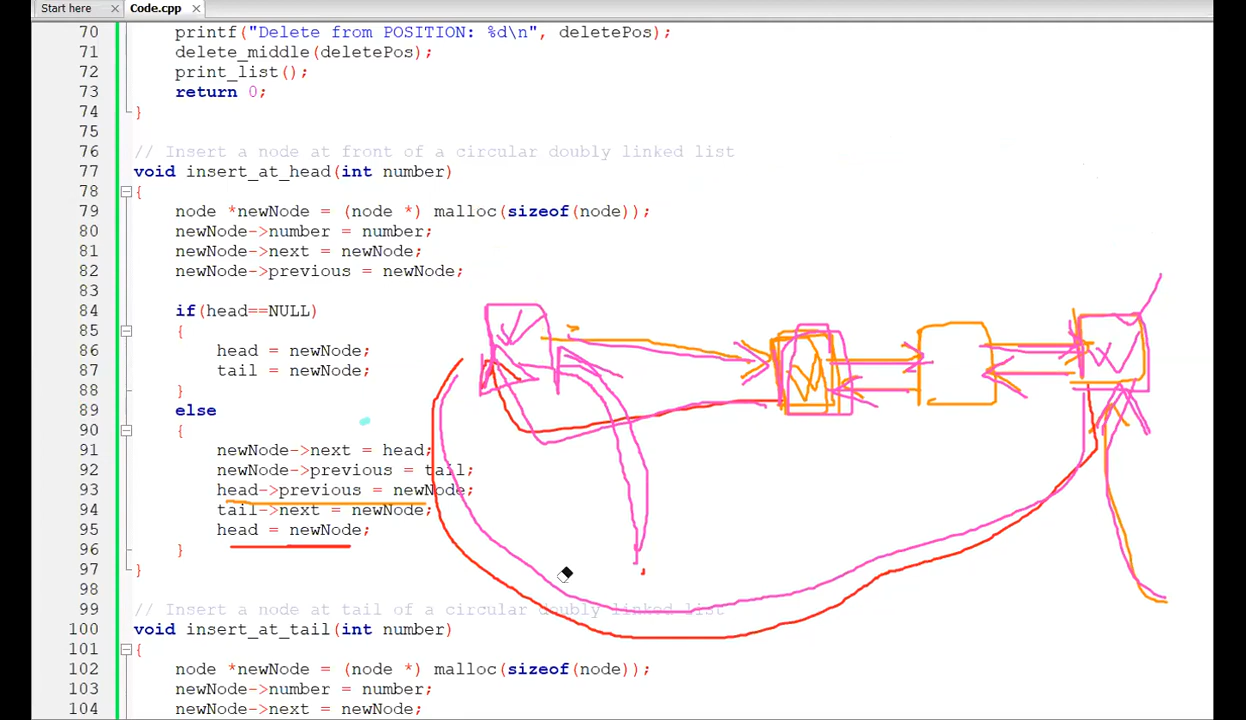 Start here Code.cpp
70 printf("Delete from POSITION: %d\n", deletePos);
71 delete_middle(deletePos);
72 print_list();
73 return 0;
74 }
75
76 // Insert a node at front of a circular doubly linked list
77 void insert_at_head(int number)
78 {
79 node *newNode = (node *) malloc(sizeof(node));
80 newNode->number = number;
81 newNode->next = newNode;
82 newNode->previous = newNode;
83
84 if(head==NULL)
85 {
86 head = newNode;
87 tail = newNode;
88 }
89 else
90 {
91 newNode->next = head;
92 newNode->previous = tail;
93 head->previous = newNode;
94 tail->next = newNode;
95 head = newNode;
96 }
97 }
98
99 // Insert a node at tail of a circular doubly linked list
100 void insert_at_tail(int number)
101 {
102 node *newNode = (node *) malloc(sizeof(node));
103 newNode->number = number;
104 newNode->next = newNode;